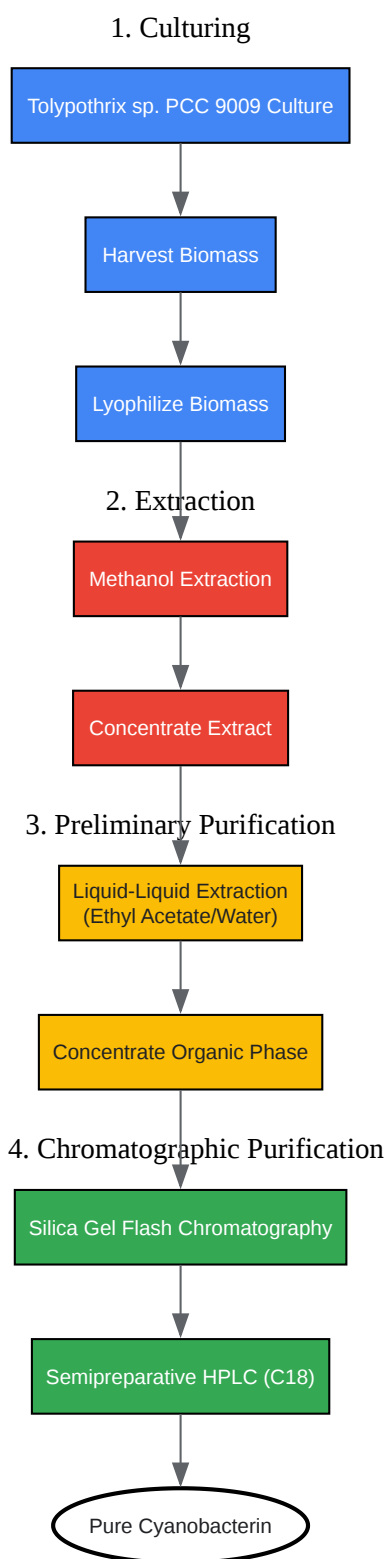 1. Culturing
Tolypothrix sp. PCC 9009 Culture
Harvest Biomass
Lyophilize Biomass
2. Extraction
Methanol Extraction
Concentrate Extract
3. Preliminary Purification
Liquid-Liquid Extraction
(Ethyl Acetate/Water)
Concentrate Organic Phase
4. Chromatographic Purification
Silica Gel Flash Chromatography
Semipreparative HPLC (C18)
Pure Cyanobacterin